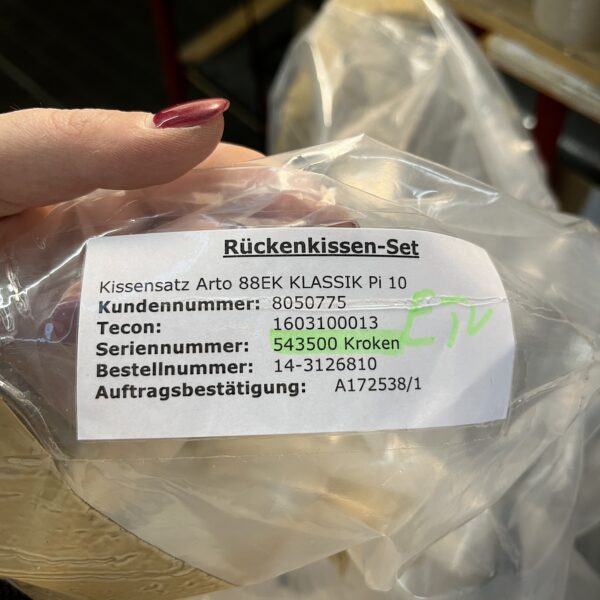 Rückenkissen-Set
Kissensatz Arto 88EK KLASSIK Pi 10
Kundennummer: 8050775
Tecon: 1603100013
Seriennummer: 543500 Kroken
Bestellnummer: 14-3126810
Auftragsbestätigung: A172538/1